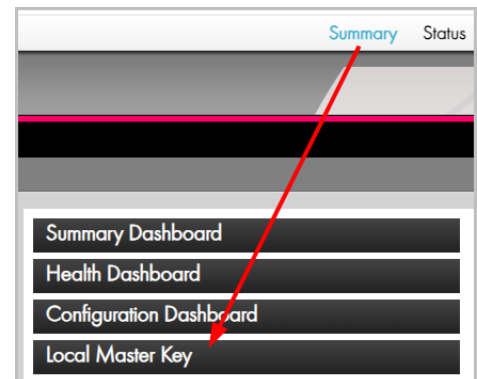 Summary Status
Summary Dashboard
Health Dashboard
Configuration Dashboard
Local Master Key